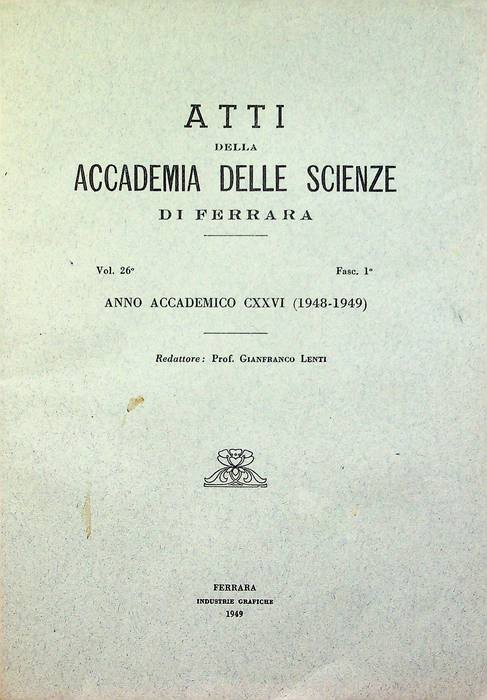 ATTI
DELLA
ACCADEMIA DELLE SCIENZE
DI FERRARA
Vol. 26° Fasc. 1°
ANNO ACCADEMICO CXXVI (1948-1949)
Redattore: Prof. GIANFRANCO LENTI
FERRARA
INDUSTRIE GRAFICHE
1949